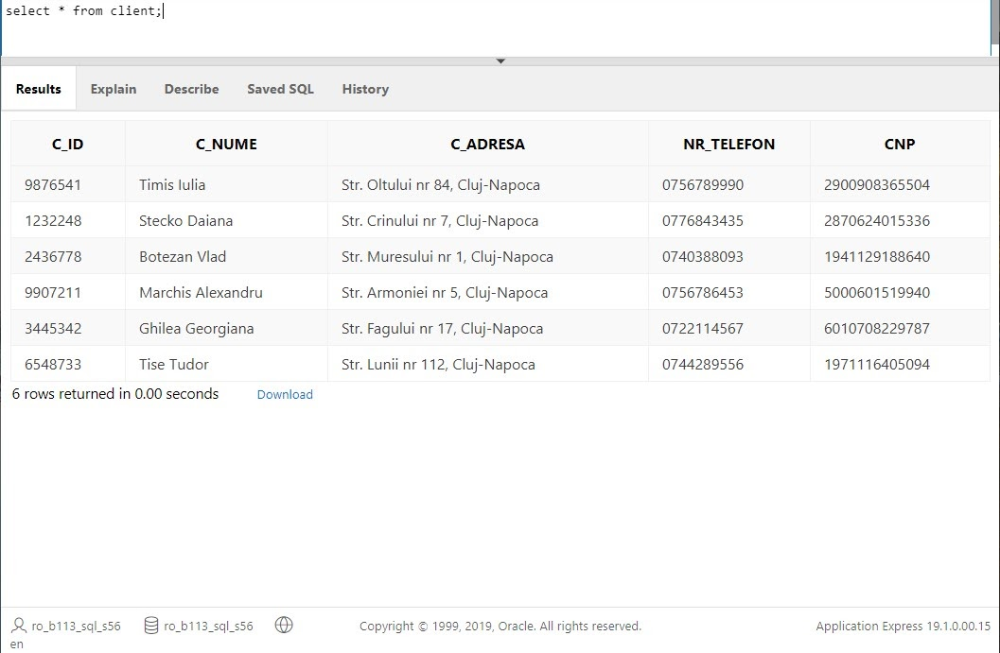 select * from client;
Results Explain Describe Saved SQL History
C_ID C_NUME C_ADRESA NR_TELEFON CNP
9876541 Timis Iulia Str. Oltului nr 84, Cluj-Napoca 0756789990 2900908365504
1232248 Stecko Daiana Str. Crinului nr 7, Cluj-Napoca 0776843435 2870624015336
2436778 Botezan Vlad Str. Muresului nr 1, Cluj-Napoca 0740388093 1941129188640
9907211 Marchis Alexandru Str. Armoniei nr 5, Cluj-Napoca 0756786453 5000601519940
3445342 Ghilea Georgiana Str. Fagului nr 17, Cluj-Napoca 0722114567 6010708229787
6548733 Tise Tudor Str. Lunii nr 112, Cluj-Napoca 0744289556 1971116405094
6 rows returned in 0.00 seconds Download
ro_b113_sql_s56 ro_b113_sql_s56 Copyright © 1999, 2019, Oracle. All rights reserved. Application Express 19.1.0.00.15
en